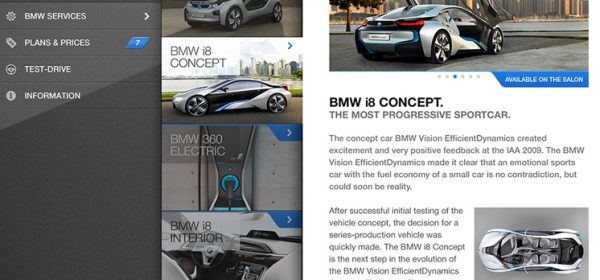 BMW SERVICES
PLANS & PRICES
7
TEST-DRIVE
INFORMATION
BMW i8
CONCEPT
BMW 360
ELECTRIC
BMW i8
INTERIOR
AVAILABLE ON THE SALON
BMW i8 CONCEPT.
THE MOST PROGRESSIVE SPORTCAR.
The concept car BMW Vision EfficientDynamics created
excitement and very positive feedback at the IAA 2009. The BMW
Vision EfficientDynamics made it clear that an emotional sports
car with the fuel economy of a small car is no contradiction, but
could soon be reality.
After successful initial testing of the
vehicle concept, the decision for a
series-production vehicle was
quickly made. The BMW i8 Concept
is the next step in the evolution of
the BMW Vision EfficientDynamics